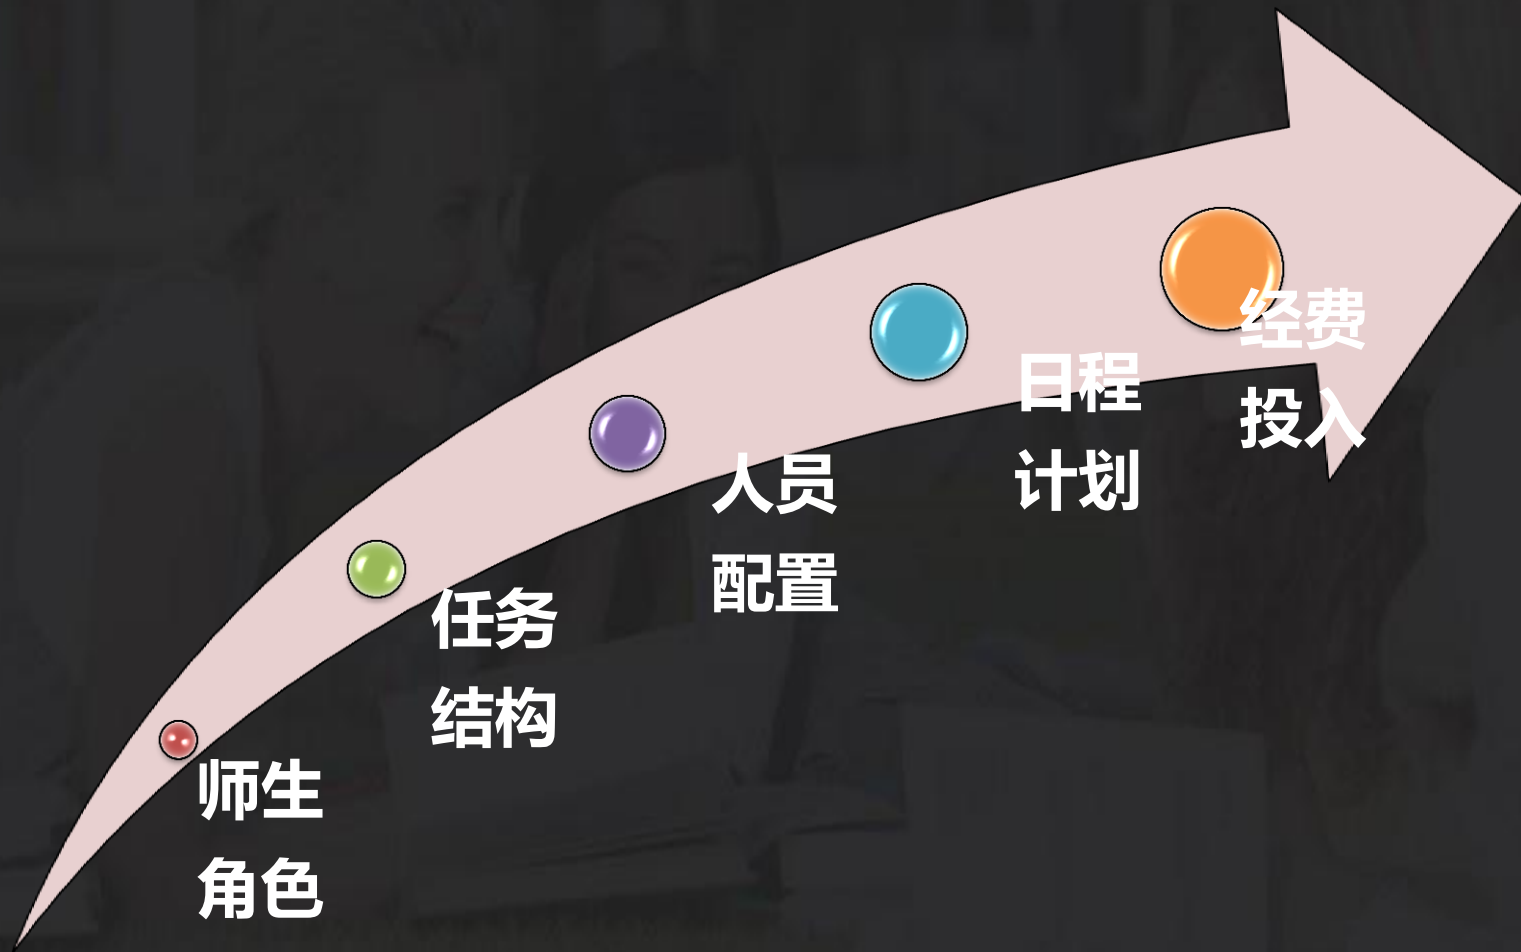 师生
角色
任务
结构
人员
配置
日程
计划
经费
投入